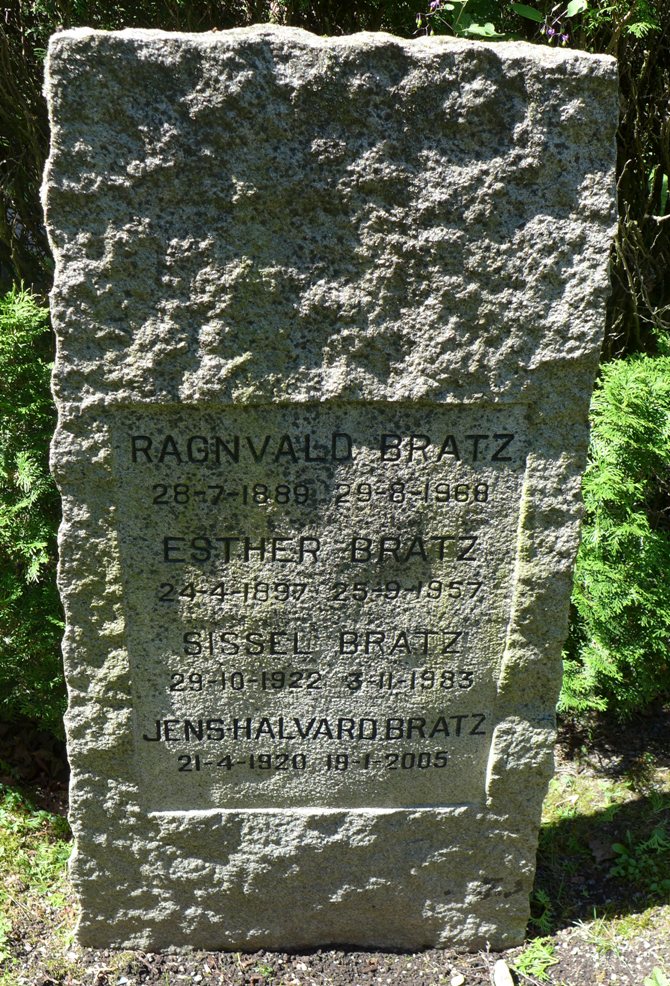 RAGNVALD BRATZ
28-7-1889 29-8-1968
ESTHER BRATZ
24-4-1897 25-9-1957
SISSEL BRATZ
29-10-1922 3-11-1983
JENS HALVARD BRATZ
21-4-1920 19-1-2005